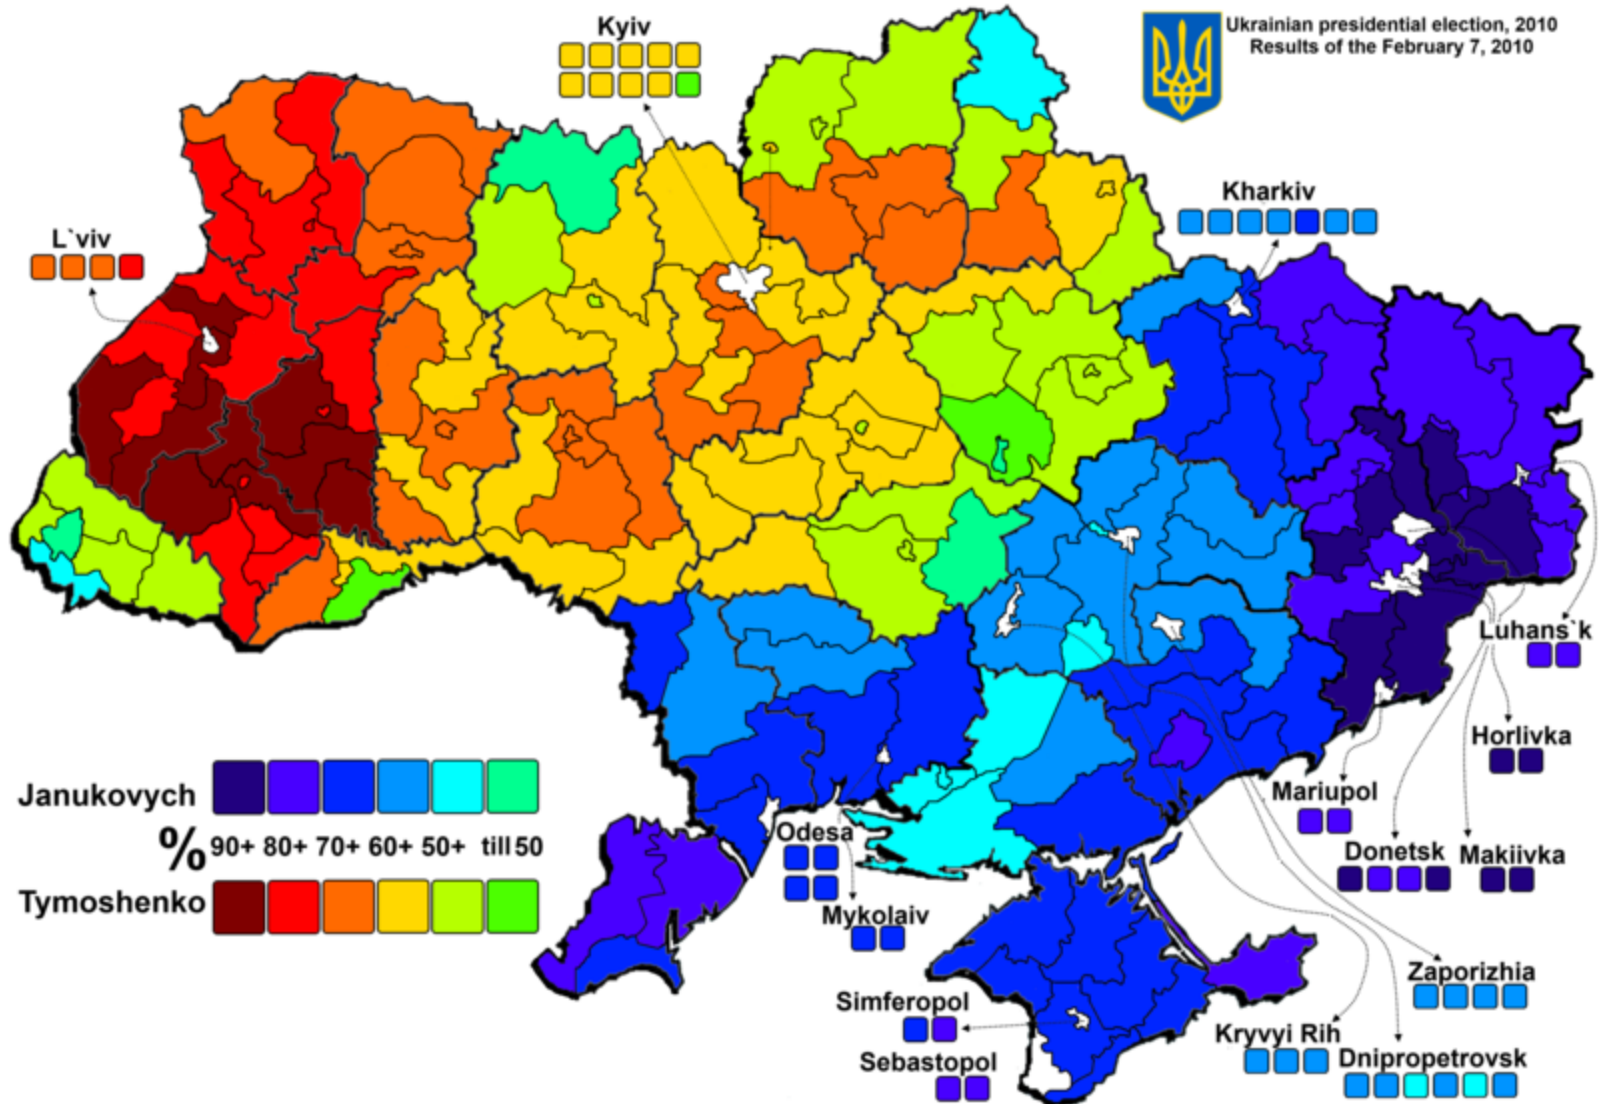 Kyiv
Ukrainian presidential election, 2010
Results of the February 7, 2010
Kharkiv
L`viv
Luhans`k
Horlivka
Janukovych
Mariupol
% 90+ 80+ 70+ 60+ 50+ till 50
Odesa
Donetsk
Makiivka
Tymoshenko
Mykolaiv
Zaporizhia
Simferopol
Kryvyi Rih
Dnipropetrovsk
Sebastopol